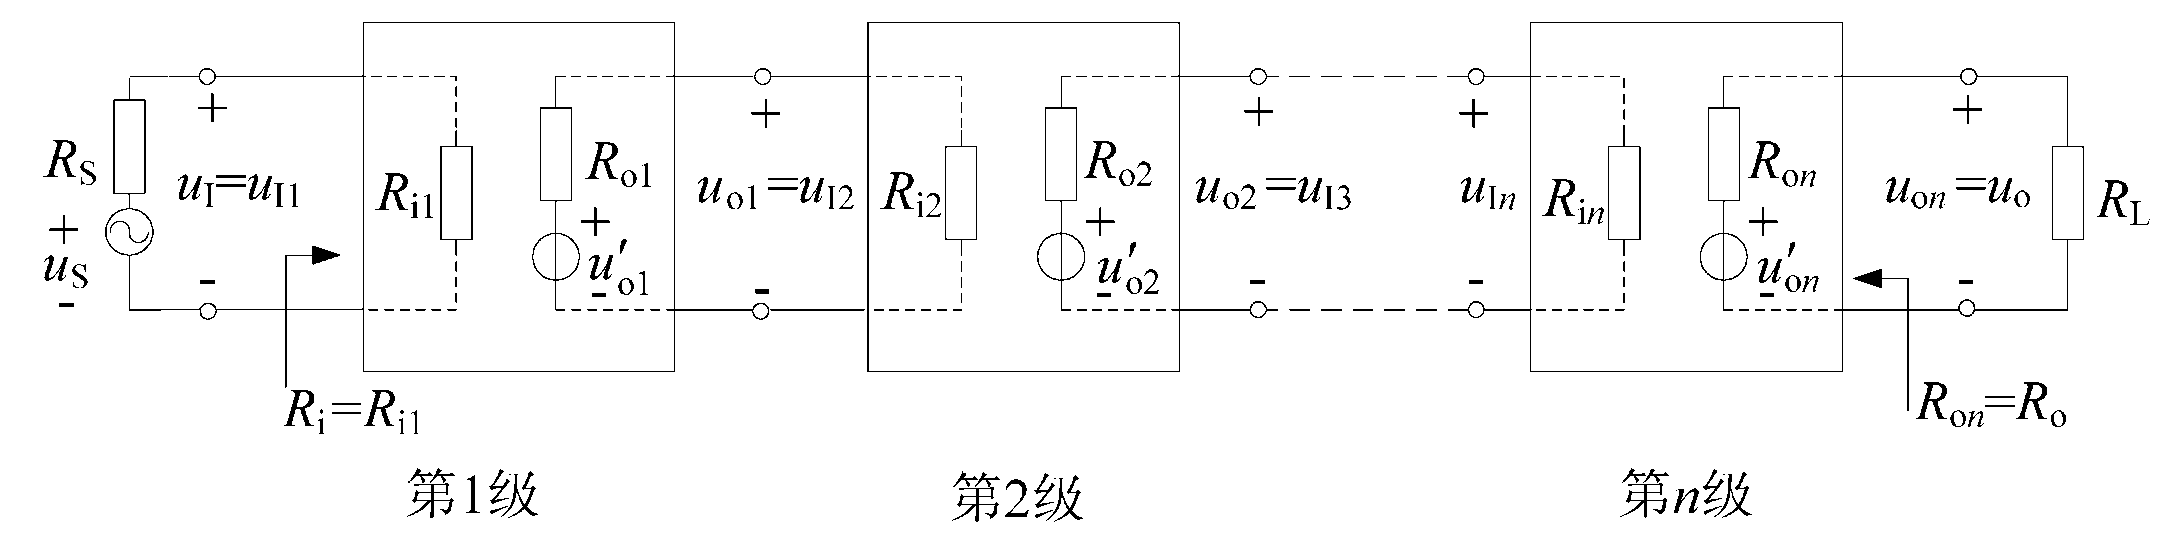 R_S
+
u_S
-
+
u_I=u_I1
-
R_i=R_i1
R_i1
R_o1
+
u′_o1
-
+
u_o1=u_I2
-
R_i2
R_o2
+
u′_o2
-
+
u_o2=u_I3
-
+
u_In
-
R_in
R_on
+
u′_on
-
+
u_on=u_o
-
R_L
R_on=R_o
第1级
第2级
第n级